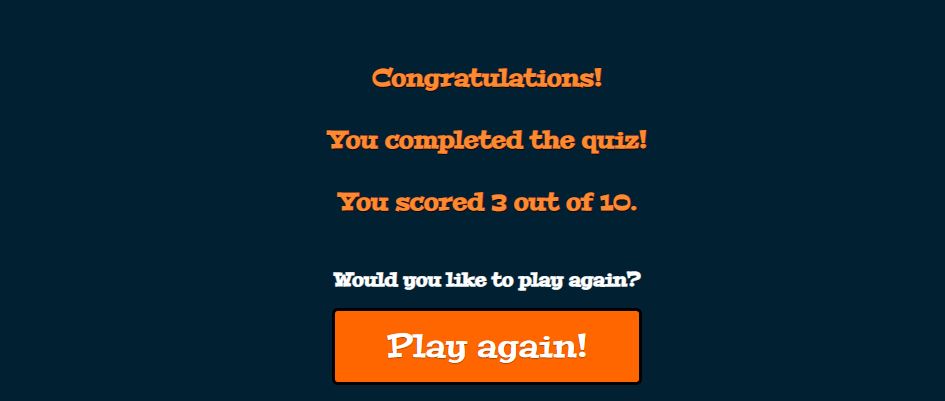 Congratulations!
You completed the quiz!
You scored 3 out of 10.
Would you like to play again?
Play again!